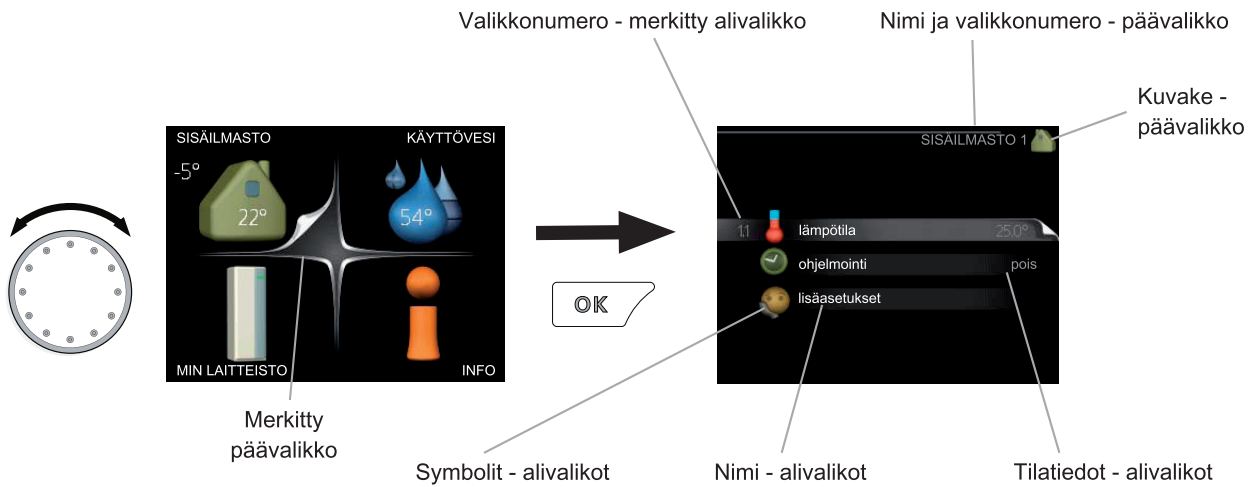 Valikkonumero - merkitty alivalikko
Nimi ja valikkonumero - päävalikko
Kuvake -
päävalikko
SISÄILMASTO
KÄYTTÖVESI
-5°
22°
54°
MIN LAITTEISTO
INFO
Merkitty
päävalikko
OK
SISÄILMASTO 1
1.1 lämpötila 25.0°
ohjelmointi pois
lisäasetukset
Symbolit - alivalikot
Nimi - alivalikot
Tilatiedot - alivalikot